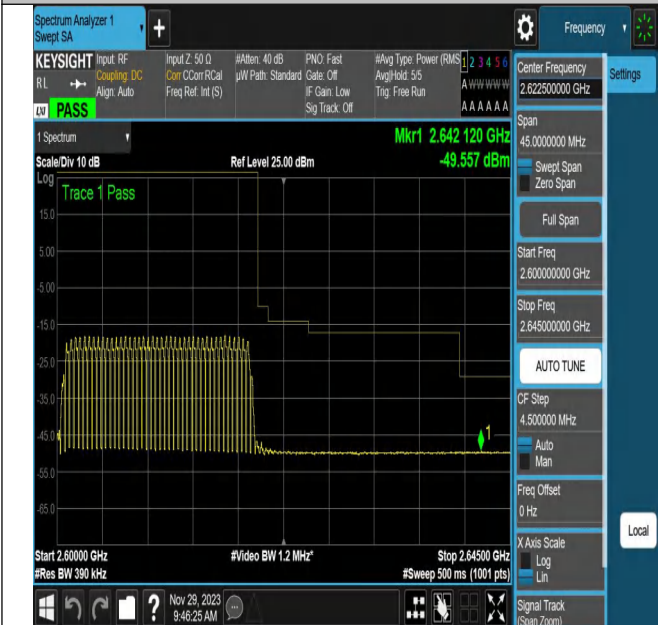 Spectrum Analyzer 1
Swept SA
+
Frequency
KEYSIGHT
RL
LXI
PASS
Input: RF
Coupling: DC
Align: Auto
Input Z: 50 Ω
Corr CCorr RCal
Freq Ref: Int (S)
#Atten: 40 dB
µW Path: Standard
PNO: Fast
Gate: Off
IF Gain: Low
Sig Track: Off
#Avg Type: Power (RMS
Avg|Hold: 5/5
Trig: Free Run
1 2 3 4 5 6
A W W W W W
A A A A A A
1 Spectrum
Mkr1 2.642 120 GHz
Scale/Div 10 dB
Ref Level 25.00 dBm
-49.557 dBm
Log
Trace 1 Pass
15.0
5.00
-5.00
-15.0
-25.0
-35.0
-45.0
-55.0
-65.0
1
Start 2.60000 GHz
#Video BW 1.2 MHz*
Stop 2.64500 GHz
#Res BW 390 kHz
#Sweep 500 ms (1001 pts)
?
Nov 29, 2023
9:46:25 AM
Center Frequency
2.622500000 GHz
Settings
Span
45.0000000 MHz
Swept Span
Zero Span
Full Span
Start Freq
2.600000000 GHz
Stop Freq
2.645000000 GHz
AUTO TUNE
CF Step
4.500000 MHz
Auto
Man
Freq Offset
0 Hz
Local
X Axis Scale
Log
Lin
Signal Track
(Span Zoom)